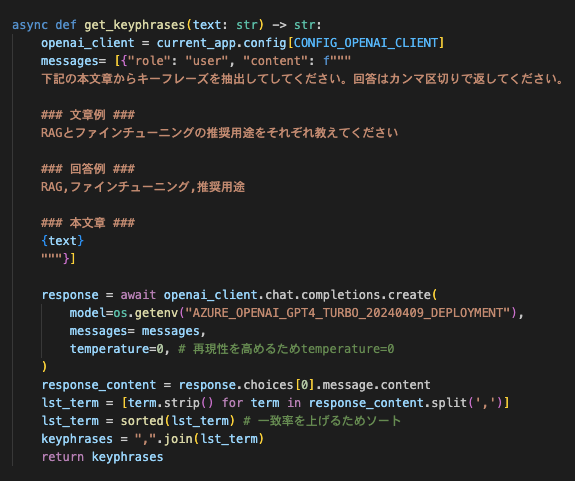 async def get_keyphrases(text: str) -> str:
    openai_client = current_app.config[CONFIG_OPENAI_CLIENT]
    messages= [{"role": "user", "content": f"""
    下記の本文章からキーフレーズを抽出してしてください。回答はカンマ区切りで返してください。

    ### 文章例 ###
    RAGとファインチューニングの推奨用途をそれぞれ教えてください

    ### 回答例 ###
    RAG,ファインチューニング,推奨用途

    ### 本文章 ###
    {text}
    """}]

    response = await openai_client.chat.completions.create(
        model=os.getenv("AZURE_OPENAI_GPT4_TURBO_20240409_DEPLOYMENT"),
        messages= messages,
        temperature=0, # 再現性を高めるためtemperature=0
    )
    response_content = response.choices[0].message.content
    lst_term = [term.strip() for term in response_content.split(',')]
    lst_term = sorted(lst_term) # 一致率を上げるためソート
    keyphrases = ",".join(lst_term)
    return keyphrases